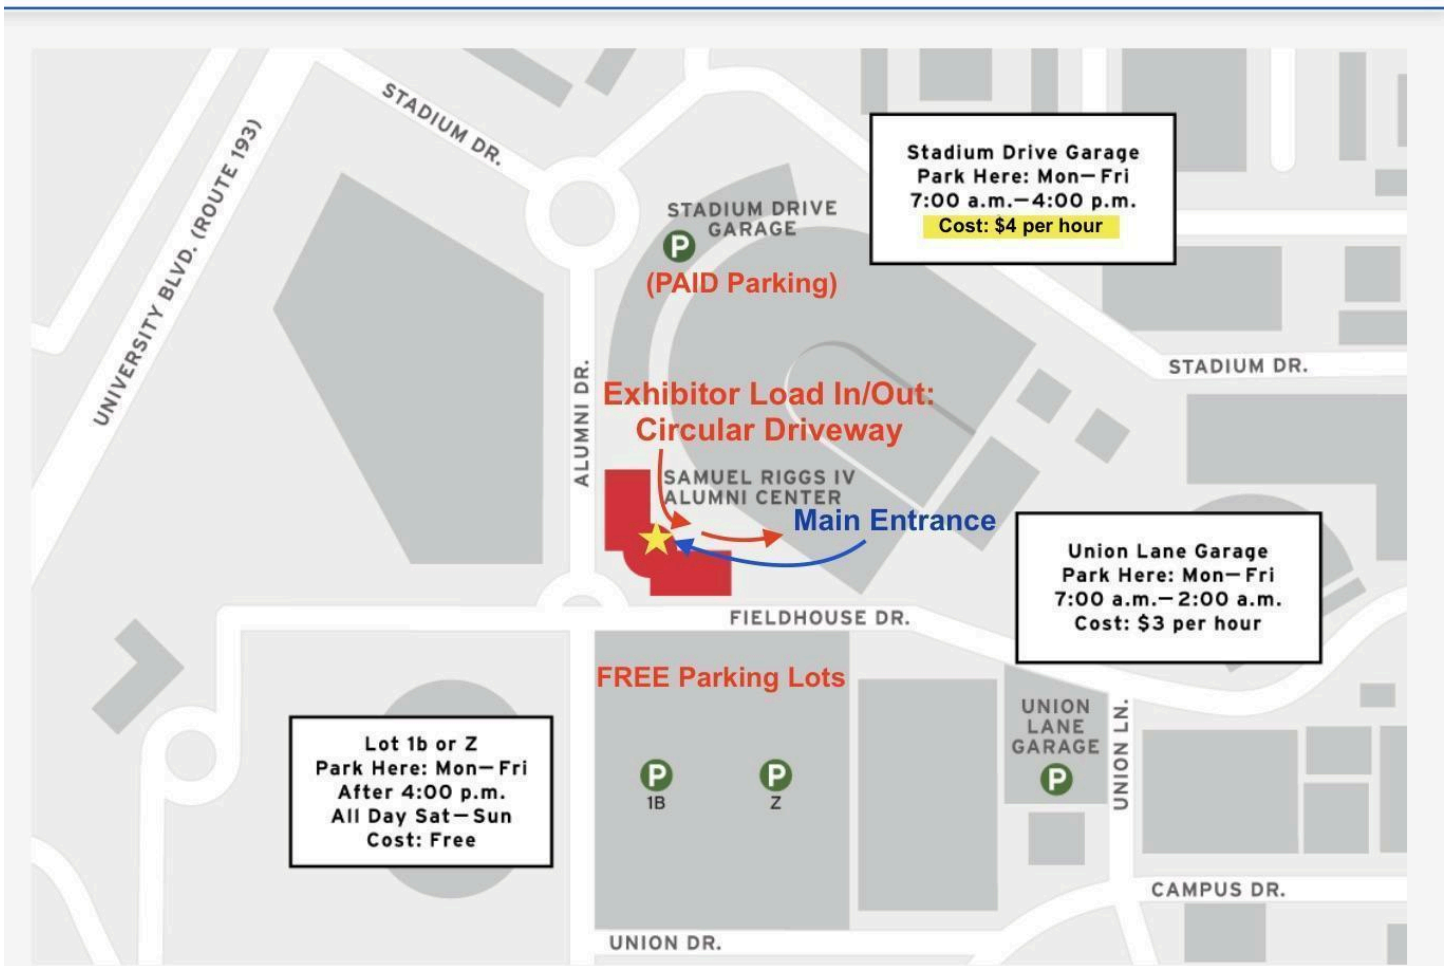 STADIUM DR.
UNIVERSITY BLVD. (ROUTE 193)
Stadium Drive Garage
Park Here: Mon—Fri
7:00 a.m.—4:00 p.m.
Cost: $4 per hour
STADIUM DRIVE
GARAGE
P
(PAID Parking)
STADIUM DR.
ALUMNI DR.
Exhibitor Load In/Out:
Circular Driveway
SAMUEL RIGGS IV
ALUMNI CENTER
Main Entrance
Union Lane Garage
Park Here: Mon—Fri
7:00 a.m.—2:00 a.m.
Cost: $3 per hour
FIELDHOUSE DR.
FREE Parking Lots
Lot 1b or Z
Park Here: Mon—Fri
After 4:00 p.m.
All Day Sat—Sun
Cost: Free
P
1B
P
Z
UNION
LANE
GARAGE
P
UNION LN.
CAMPUS DR.
UNION DR.